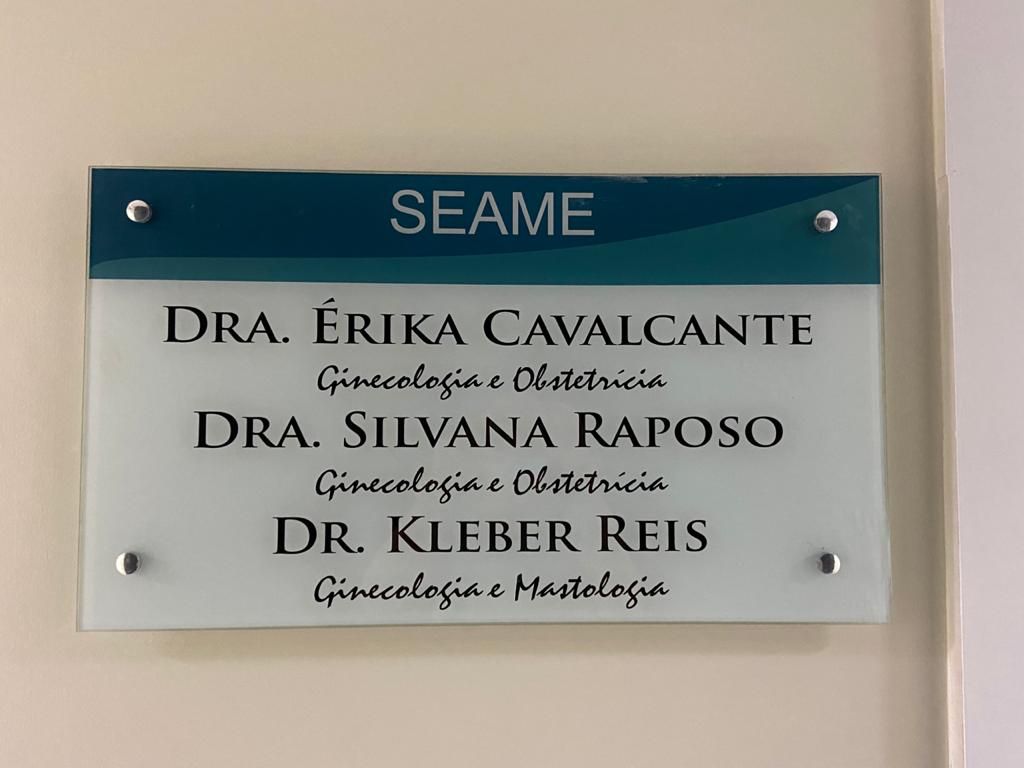 SEAME
DRA. ÉRIKA CAVALCANTE
Ginecologia e Obstetrícia
DRA. SILVANA RAPOSO
Ginecologia e Obstetrícia
DR. KLEBER REIS
Ginecologia e Mastologia